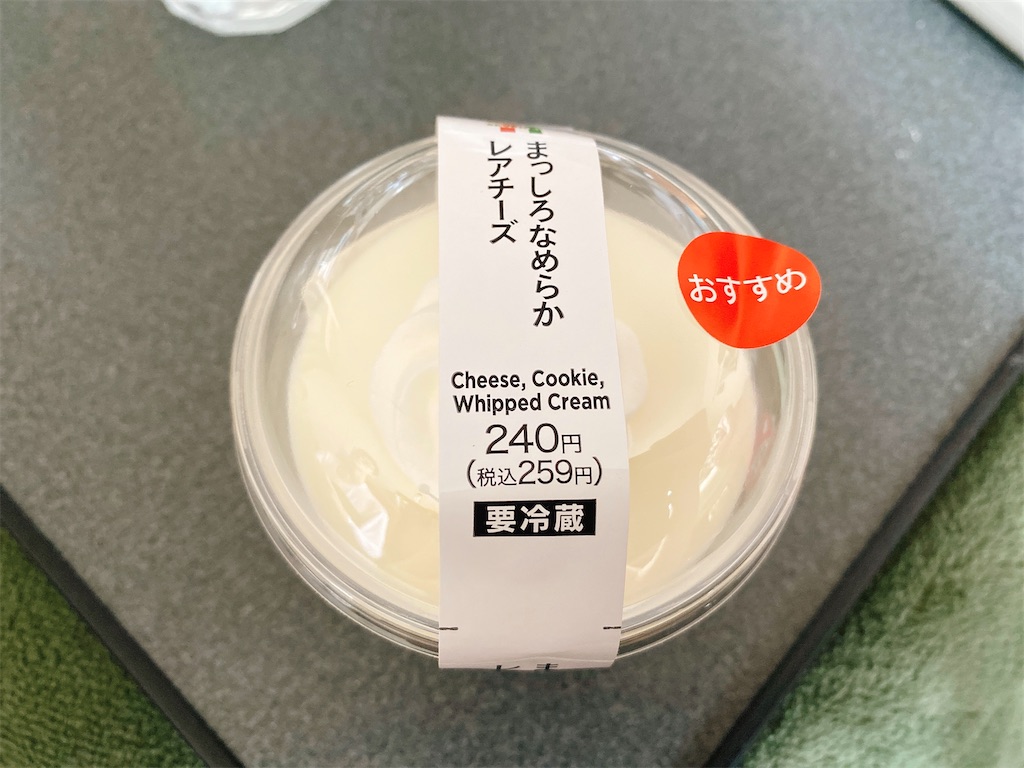 まっしろなめらか
レアチーズ
おすすめ
Cheese, Cookie,
Whipped Cream
240円
(税込259円)
要冷蔵